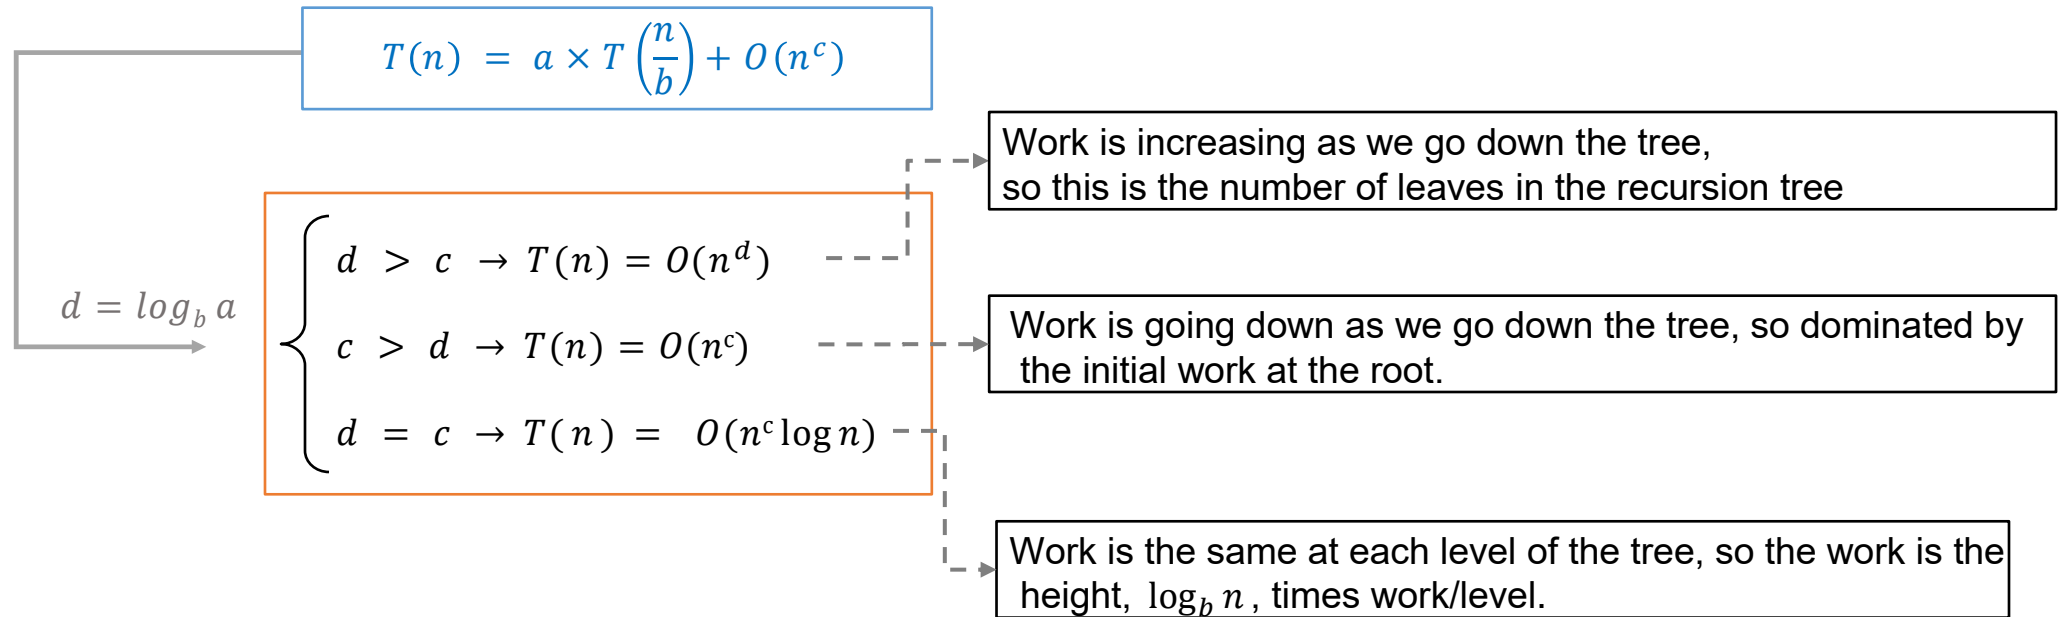 T(n) = a × T(n/b) + O(n^c)
Work is increasing as we go down the tree,
so this is the number of leaves in the recursion tree
d > c → T(n) = O(n^d)
d = log_b a
Work is going down as we go down the tree, so dominated by
the initial work at the root.
c > d → T(n) = O(n^c)
d = c → T(n) = O(n^c log n)
Work is the same at each level of the tree, so the work is the
height, log_b n, times work/level.